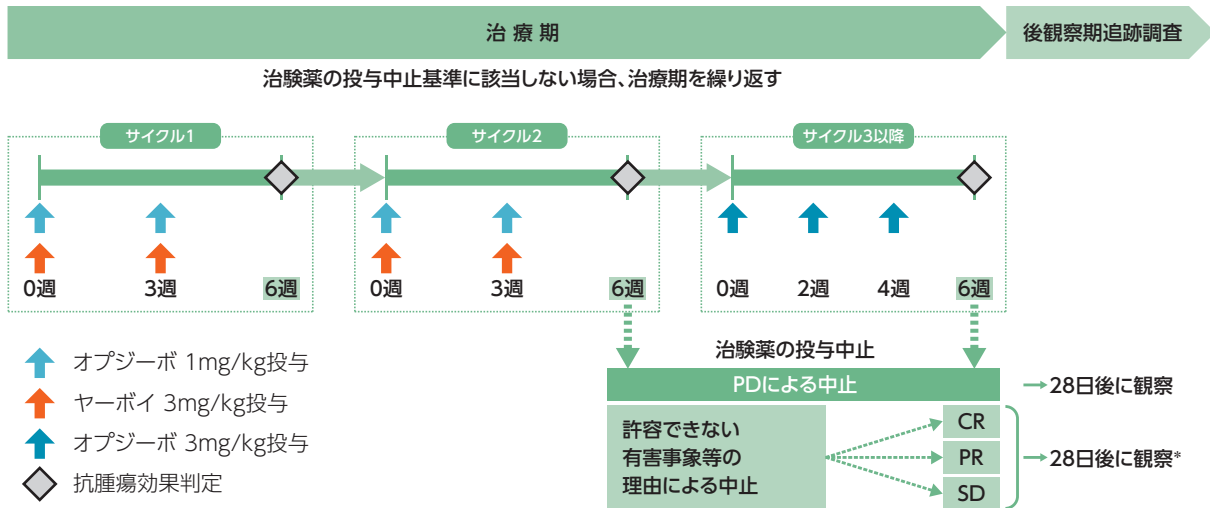 治療期
後観察期追跡調査
治験薬の投与中止基準に該当しない場合、治療期を繰り返す
サイクル1
サイクル2
サイクル3以降
0週 3週 6週
0週 3週 6週
0週 2週 4週 6週
オプジーボ 1mg/kg投与
ヤーボイ 3mg/kg投与
オプジーボ 3mg/kg投与
抗腫瘍効果判定
治験薬の投与中止
PDによる中止
28日後に観察
許容できない
有害事象等の
理由による中止
CR
PR
SD
28日後に観察*